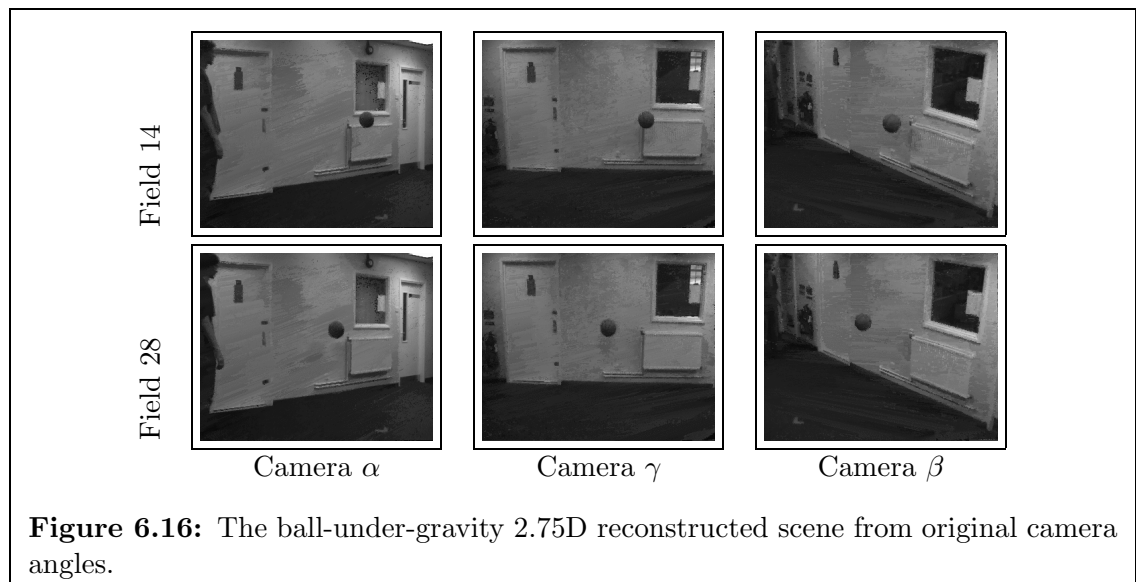 Field 14
Field 28
Camera α Camera γ Camera β
Figure 6.16: The ball-under-gravity 2.75D reconstructed scene from original camera
angles.